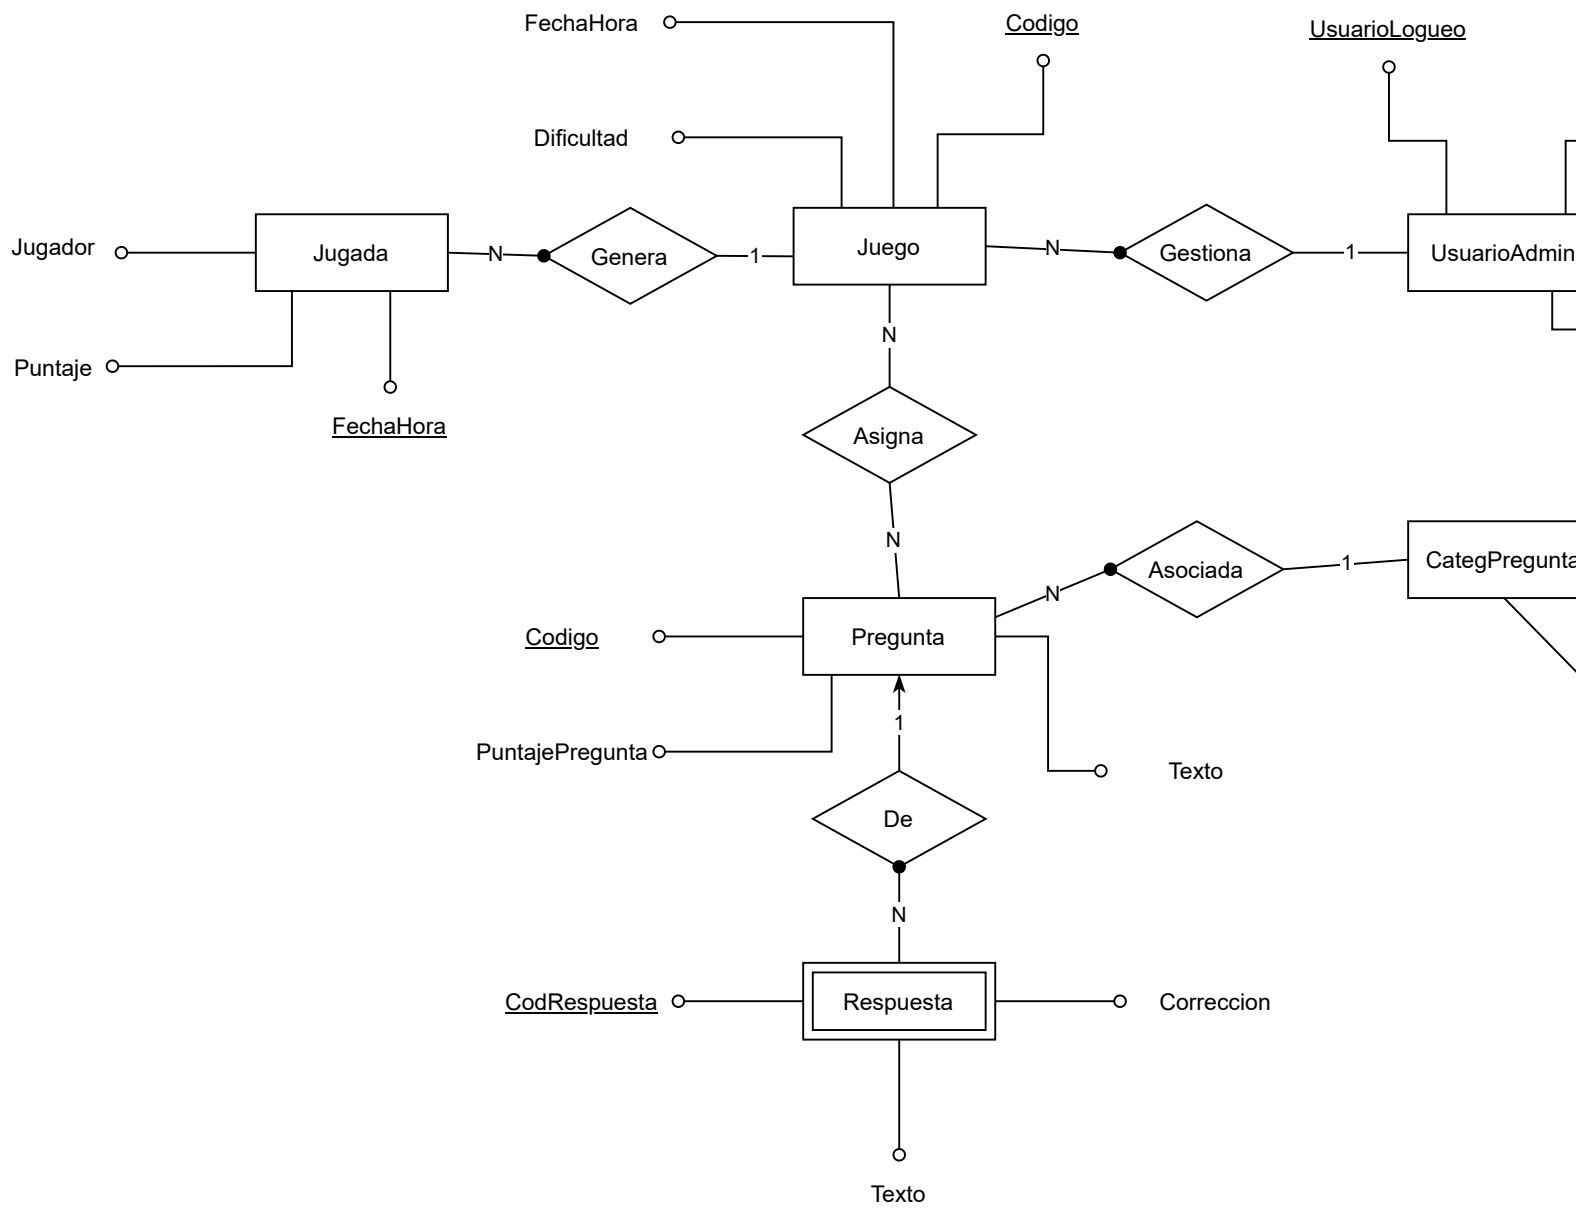 FechaHora
Codigo
UsuarioLogueo
Dificultad
Jugador
Jugada
N
Genera
1
Juego
N
Gestiona
1
UsuarioAdmin
N
Puntaje
FechaHora
Asigna
N
Asociada
1
CategPregunta
N
Codigo
Pregunta
1
PuntajePregunta
Texto
De
N
CodRespuesta
Respuesta
Correccion
Texto